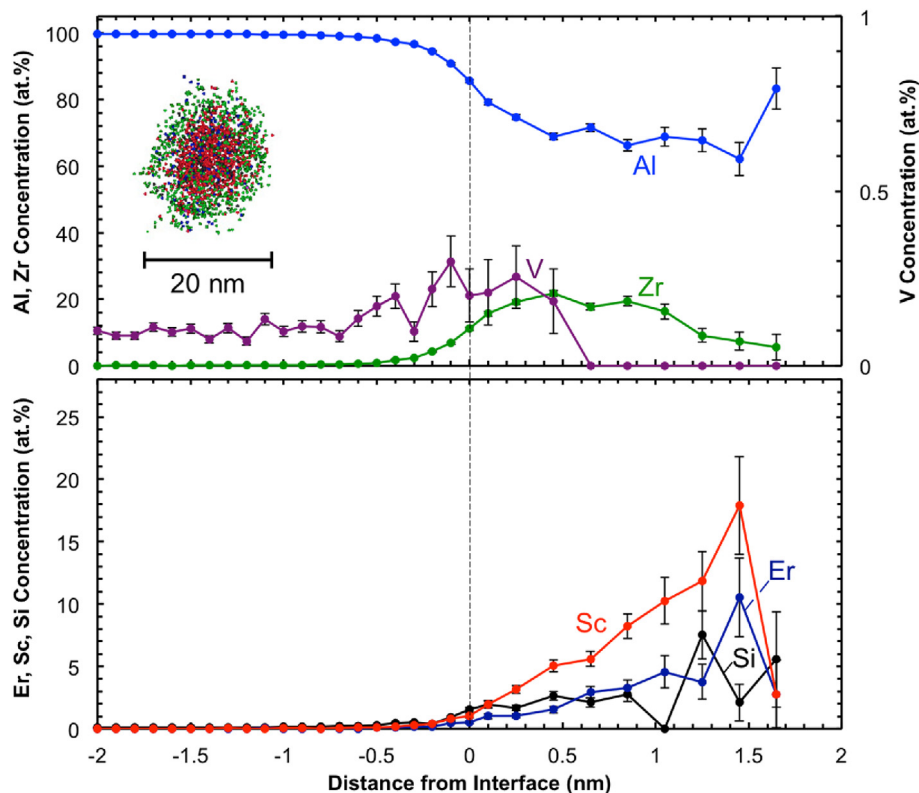 Al, Zr Concentration (at.%)
100
80
60
40
20
0
20 nm
Al
V
Zr
1
0.5
0
V Concentration (at.%)
Er, Sc, Si Concentration (at.%)
25
20
15
10
5
0
Sc
Er
Si
-2 -1.5 -1 -0.5 0 0.5 1 1.5 2
Distance from Interface (nm)